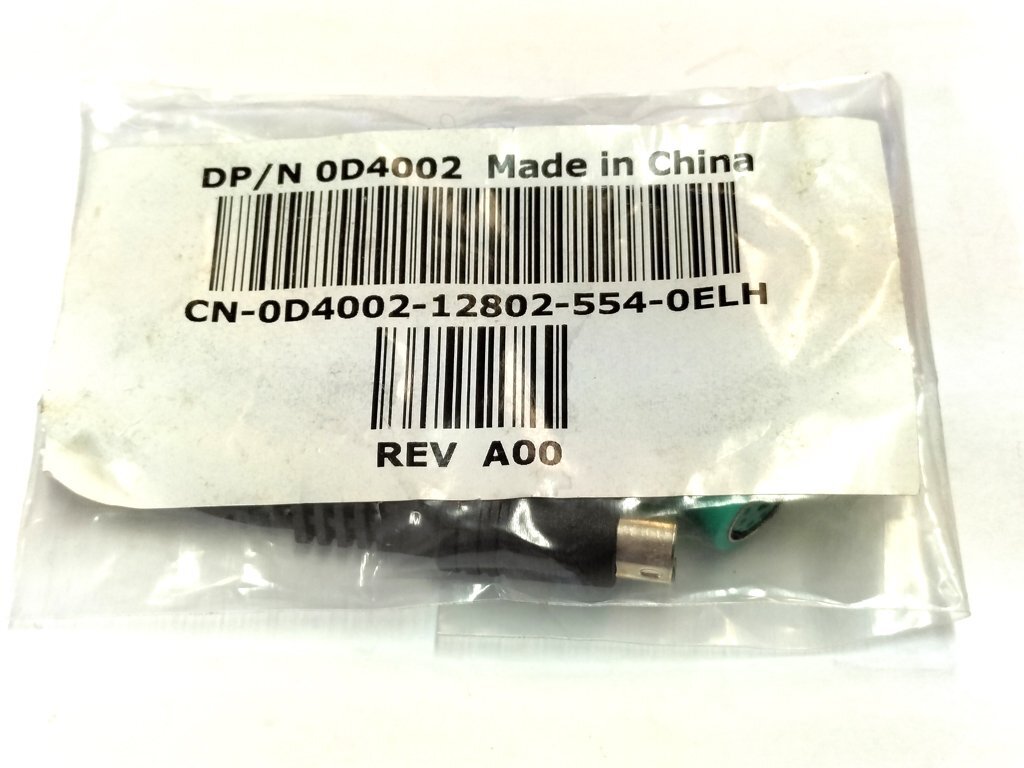 DP/N 0D4002 Made in China
CN-0D4002-12802-554-0ELH
REV A00